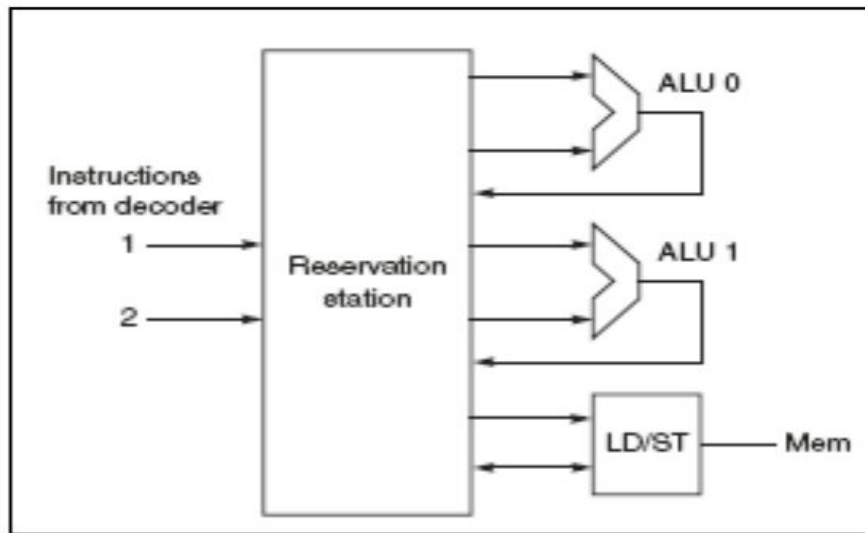 ALU 0
Instructions
from decoder
1
2
Reservation
station
ALU 1
LD/ST
Mem